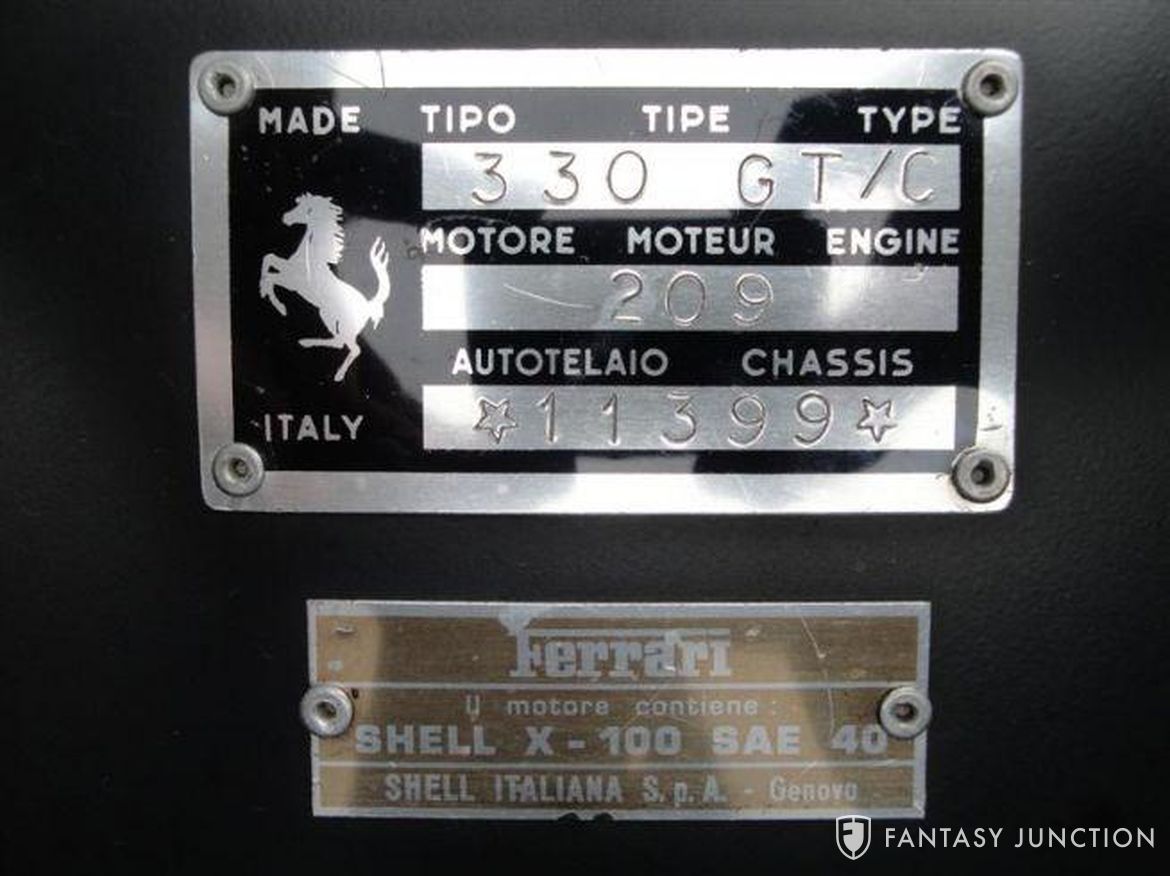 MADE TIPO TIPE TYPE
330 GT/C
MOTORE MOTEUR ENGINE
209
AUTOTELAIO CHASSIS
☆11399☆
ITALY
Ferrari
Il motore contiene:
SHELL X-100 SAE 40
SHELL ITALIANA S.p.A. - Genova
FANTASY JUNCTION